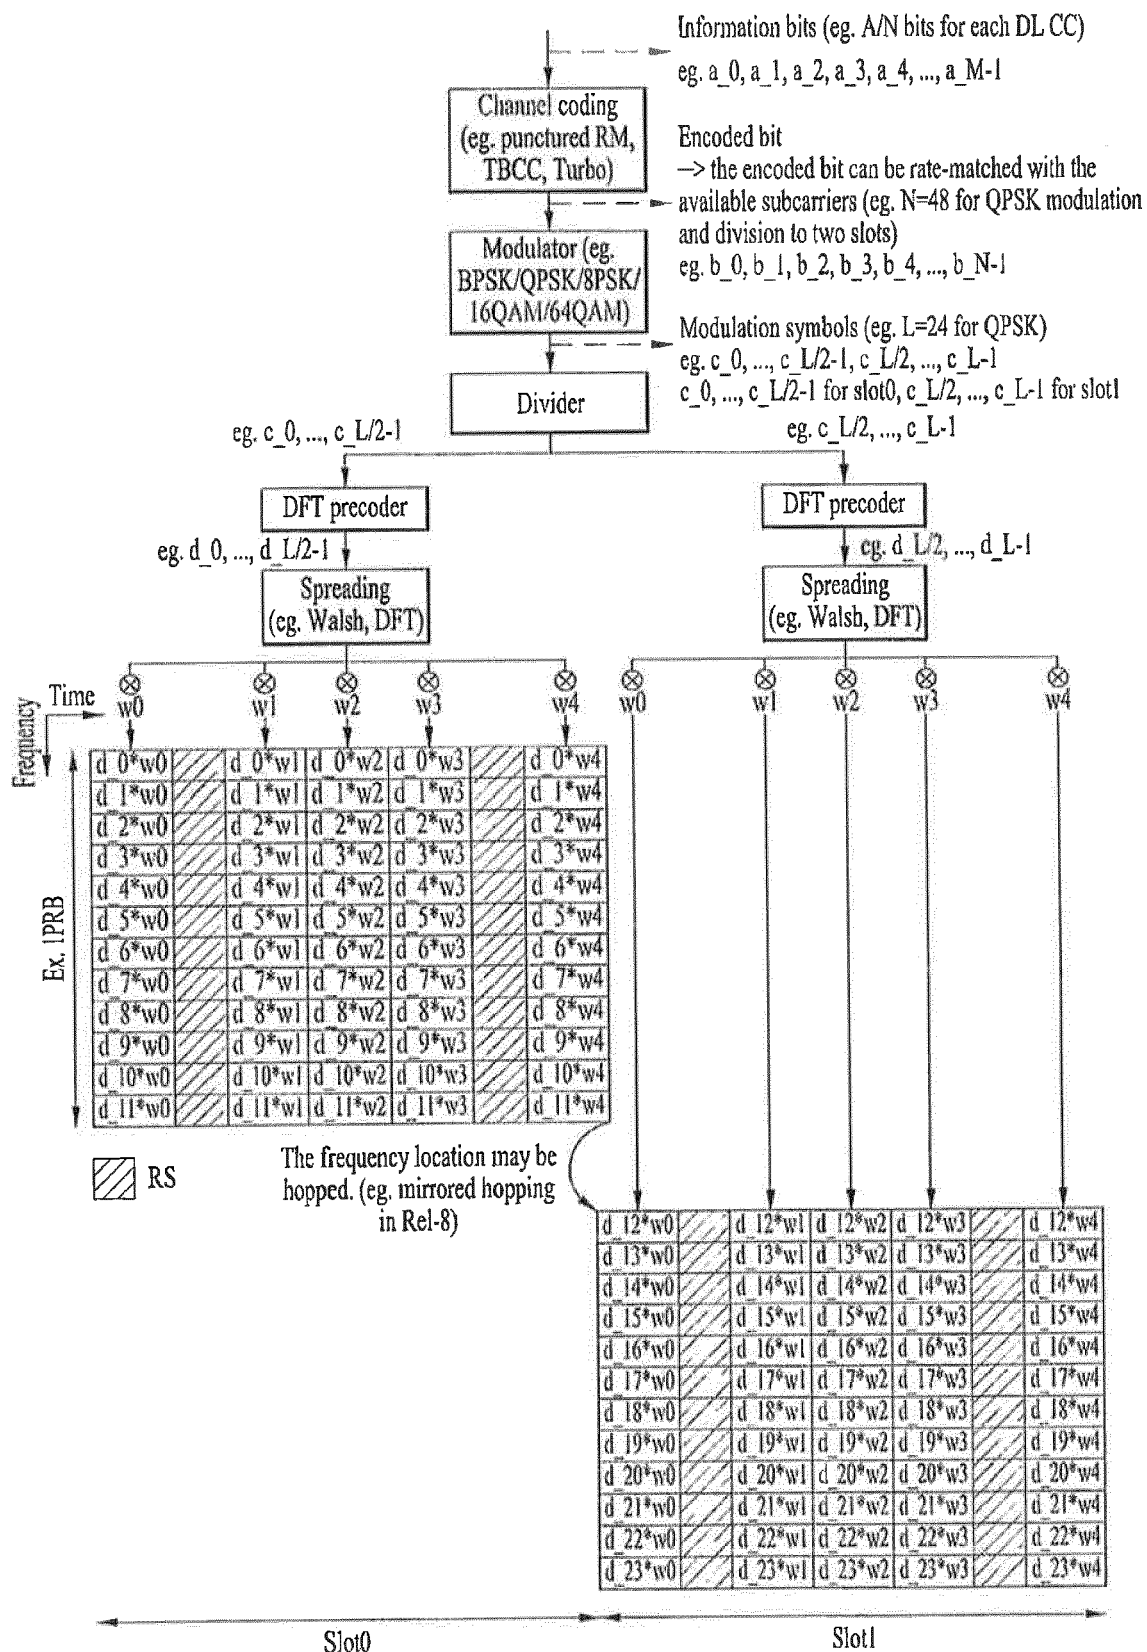 Information bits (eg. A/N bits for each DL CC)
eg. a_0, a_1, a_2, a_3, a_4, ..., a_M-1
Channel coding
(eg. punctured RM,
TBCC, Turbo)
Encoded bit
—> the encoded bit can be rate-matched with the
available subcarriers (eg. N=48 for QPSK modulation
and division to two slots)
eg. b_0, b_1, b_2, b_3, b_4, ..., b_N-1
Modulator (eg.
BPSK/QPSK/8PSK/
16QAM/64QAM)
Modulation symbols (eg. L=24 for QPSK)
eg. c_0, ..., c_L/2-1, c_L/2, ..., c_L-1
c_0, ..., c_L/2-1 for slot0, c_L/2, ..., c_L-1 for slot1
Divider
eg. c_0, ..., c_L/2-1
eg. c_L/2, ..., c_L-1
DFT precoder
DFT precoder
eg. d_0, ..., d_L/2-1
eg. d_L/2, ..., d_L-1
Spreading
(eg. Walsh, DFT)
Spreading
(eg. Walsh, DFT)
Time
Frequency
w0 w1 w2 w3 w4 w0 w1 w2 w3 w4
Ex. 1PRB
d_0*w0 d_0*w1 d_0*w2 d_0*w3 d_0*w4
d_1*w0 d_1*w1 d_1*w2 d_1*w3 d_1*w4
d_2*w0 d_2*w1 d_2*w2 d_2*w3 d_2*w4
d_3*w0 d_3*w1 d_3*w2 d_3*w3 d_3*w4
d_4*w0 d_4*w1 d_4*w2 d_4*w3 d_4*w4
d_5*w0 d_5*w1 d_5*w2 d_5*w3 d_5*w4
d_6*w0 d_6*w1 d_6*w2 d_6*w3 d_6*w4
d_7*w0 d_7*w1 d_7*w2 d_7*w3 d_7*w4
d_8*w0 d_8*w1 d_8*w2 d_8*w3 d_8*w4
d_9*w0 d_9*w1 d_9*w2 d_9*w3 d_9*w4
d_10*w0 d_10*w1 d_10*w2 d_10*w3 d_10*w4
d_11*w0 d_11*w1 d_11*w2 d_11*w3 d_11*w4
RS
The frequency location may be
hopped. (eg. mirrored hopping
in Rel-8)
d_12*w0 d_12*w1 d_12*w2 d_12*w3 d_12*w4
d_13*w0 d_13*w1 d_13*w2 d_13*w3 d_13*w4
d_14*w0 d_14*w1 d_14*w2 d_14*w3 d_14*w4
d_15*w0 d_15*w1 d_15*w2 d_15*w3 d_15*w4
d_16*w0 d_16*w1 d_16*w2 d_16*w3 d_16*w4
d_17*w0 d_17*w1 d_17*w2 d_17*w3 d_17*w4
d_18*w0 d_18*w1 d_18*w2 d_18*w3 d_18*w4
d_19*w0 d_19*w1 d_19*w2 d_19*w3 d_19*w4
d_20*w0 d_20*w1 d_20*w2 d_20*w3 d_20*w4
d_21*w0 d_21*w1 d_21*w2 d_21*w3 d_21*w4
d_22*w0 d_22*w1 d_22*w2 d_22*w3 d_22*w4
d_23*w0 d_23*w1 d_23*w2 d_23*w3 d_23*w4
Slot0
Slot1